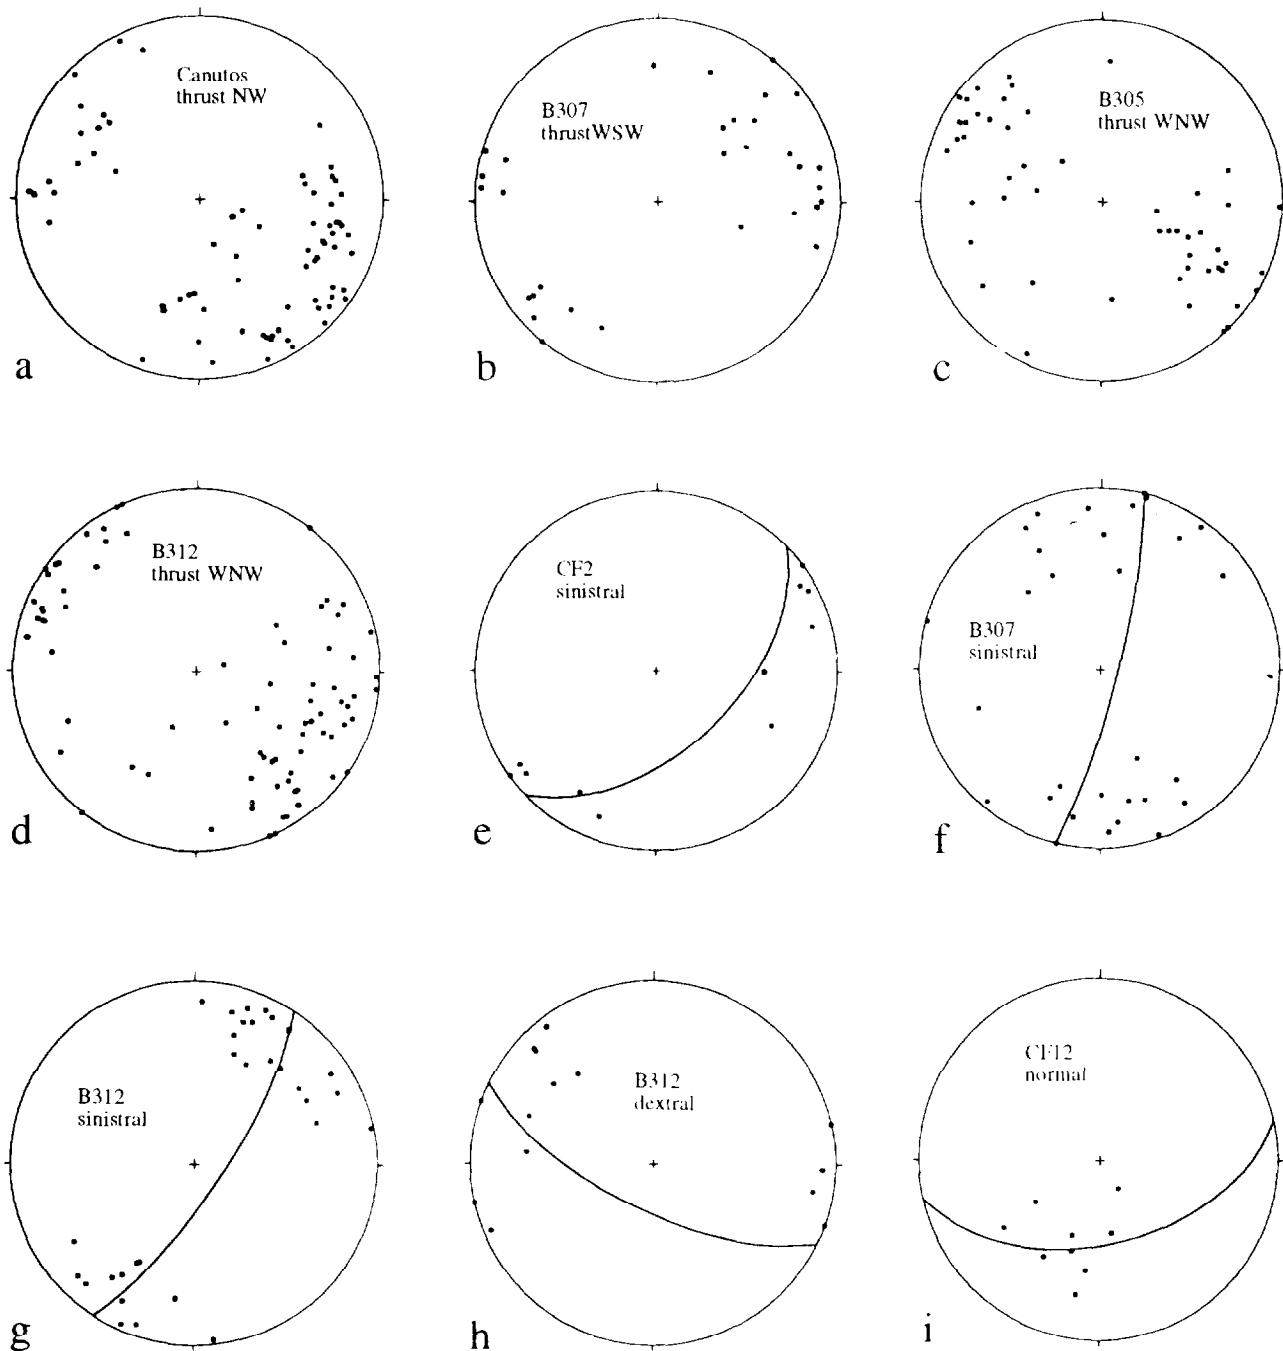 Canutos
thrust NW
a
B307
thrustWSW
b
B305
thrust WNW
c
B312
thrust WNW
d
CF2
sinistral
e
B307
sinistral
f
B312
sinistral
g
B312
dextral
h
CF12
normal
i